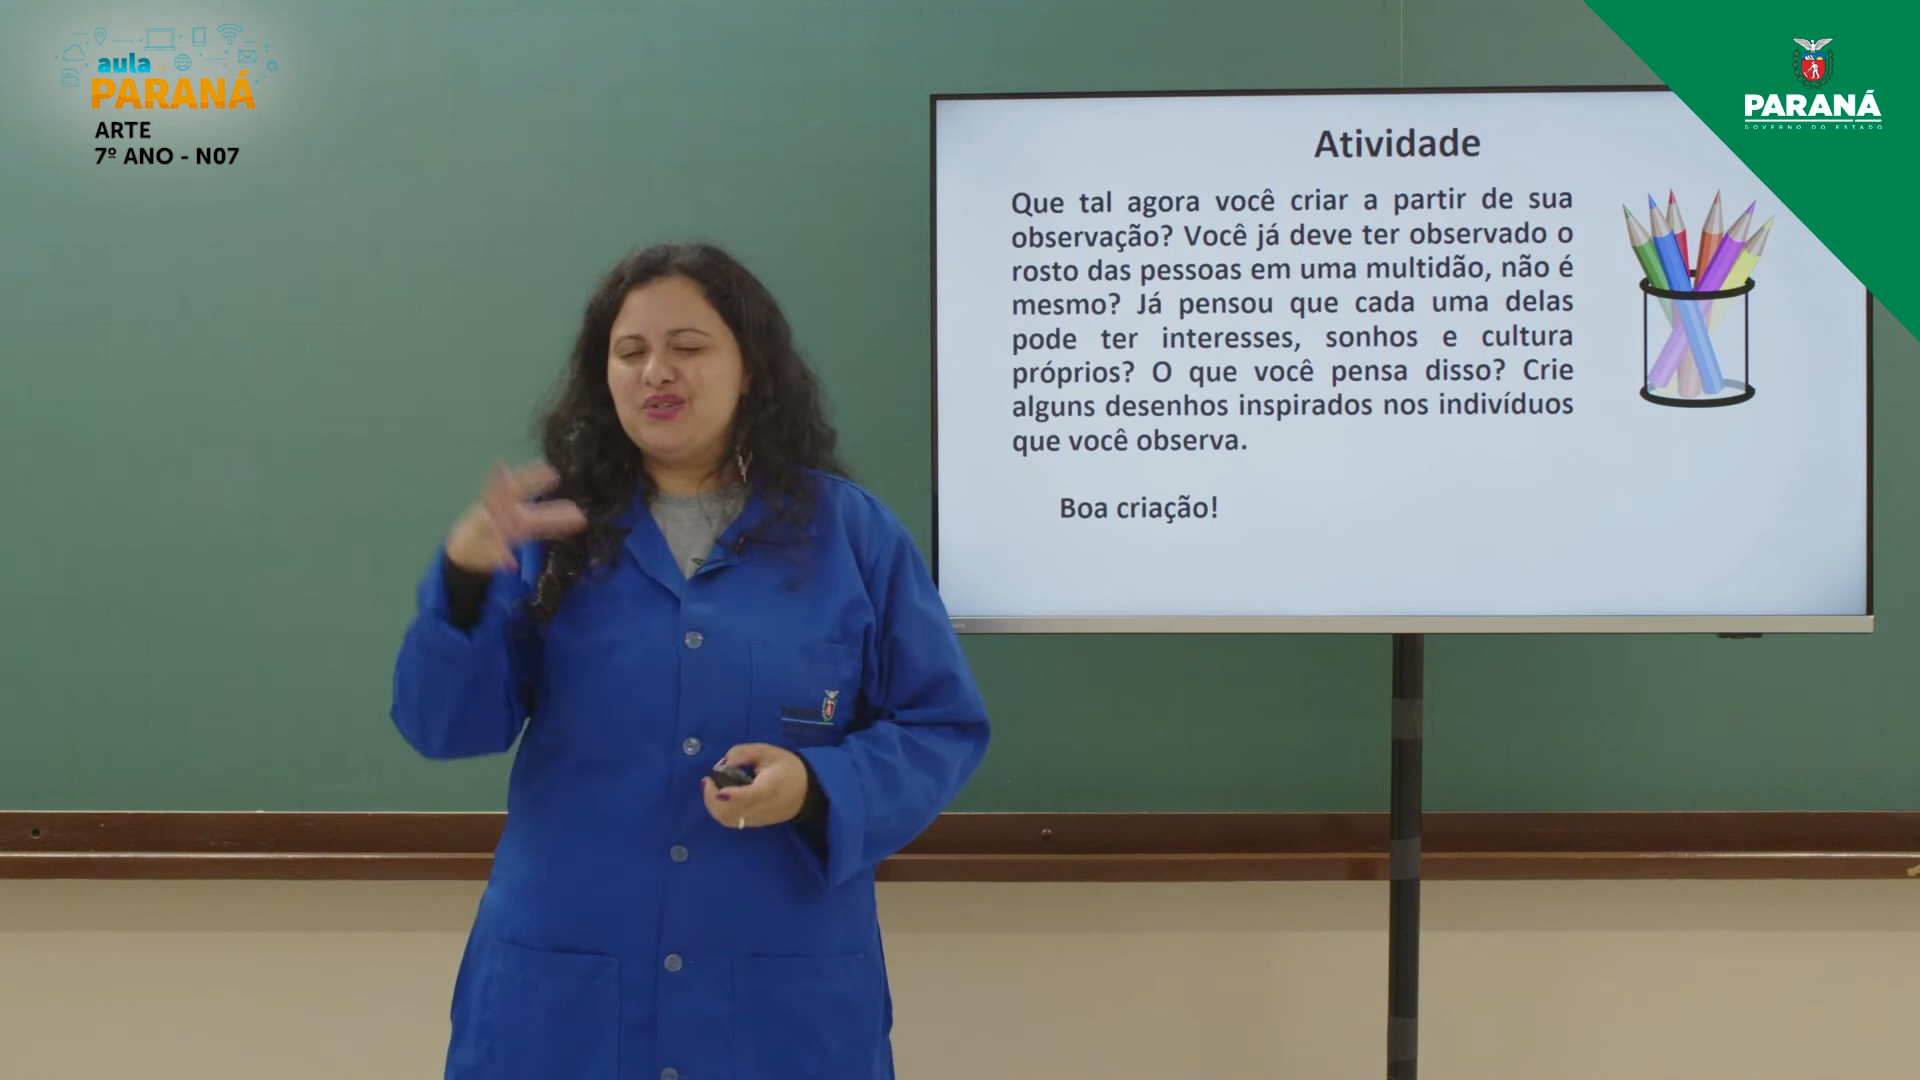 aula
PARANÁ
ARTE
7º ANO - N07
PARANÁ
GOVERNO DO ESTADO
Atividade
Que tal agora você criar a partir de sua
observação? Você já deve ter observado o
rosto das pessoas em uma multidão, não é
mesmo? Já pensou que cada uma delas
pode ter interesses, sonhos e cultura
próprios? O que você pensa disso? Crie
alguns desenhos inspirados nos indivíduos
que você observa.
Boa criação!